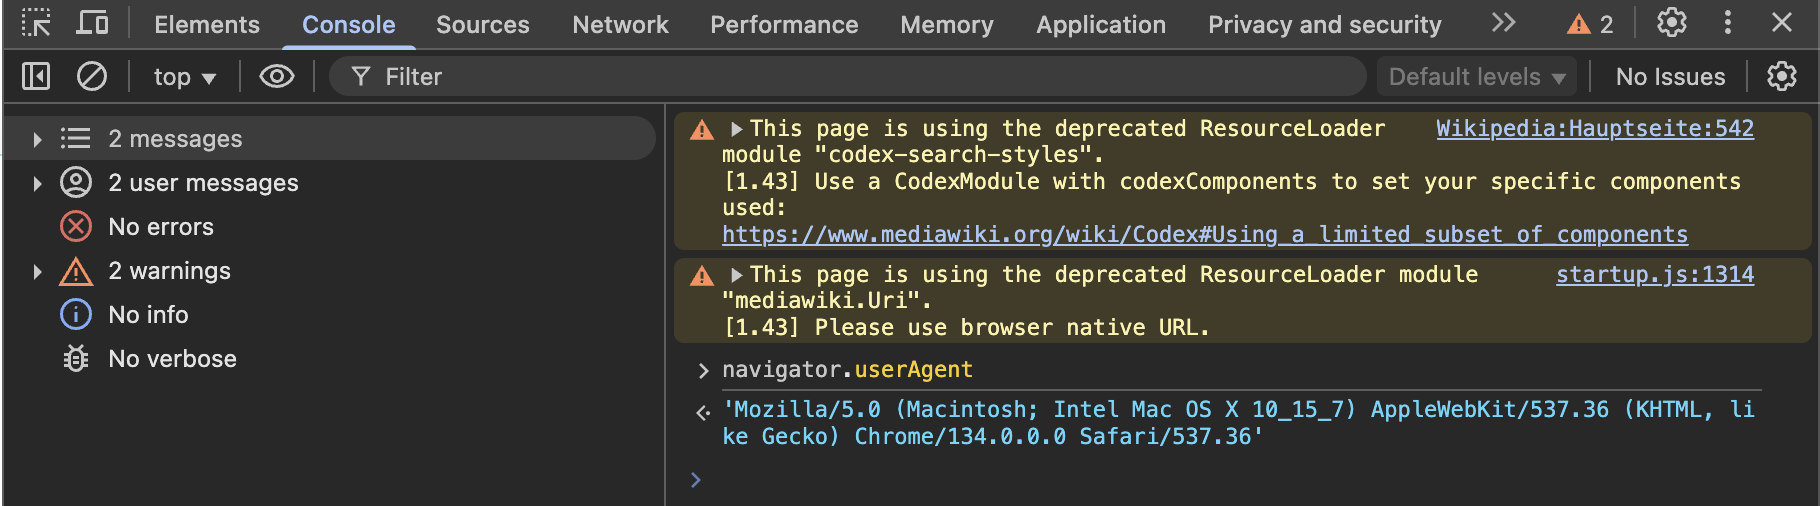 Elements Console Sources Network Performance Memory Application Privacy and security 2
top Filter Default levels No Issues
2 messages
2 user messages
No errors
2 warnings
No info
No verbose
This page is using the deprecated ResourceLoader Wikipedia:Hauptseite:542
module "codex-search-styles".
[1.43] Use a CodexModule with codexComponents to set your specific components
used:
https://www.mediawiki.org/wiki/Codex#Using_a_limited_subset_of_components
This page is using the deprecated ResourceLoader module startup.js:1314
"mediawiki.Uri".
[1.43] Please use browser native URL.
navigator.userAgent
'Mozilla/5.0 (Macintosh; Intel Mac OS X 10_15_7) AppleWebKit/537.36 (KHTML, li
ke Gecko) Chrome/134.0.0.0 Safari/537.36'